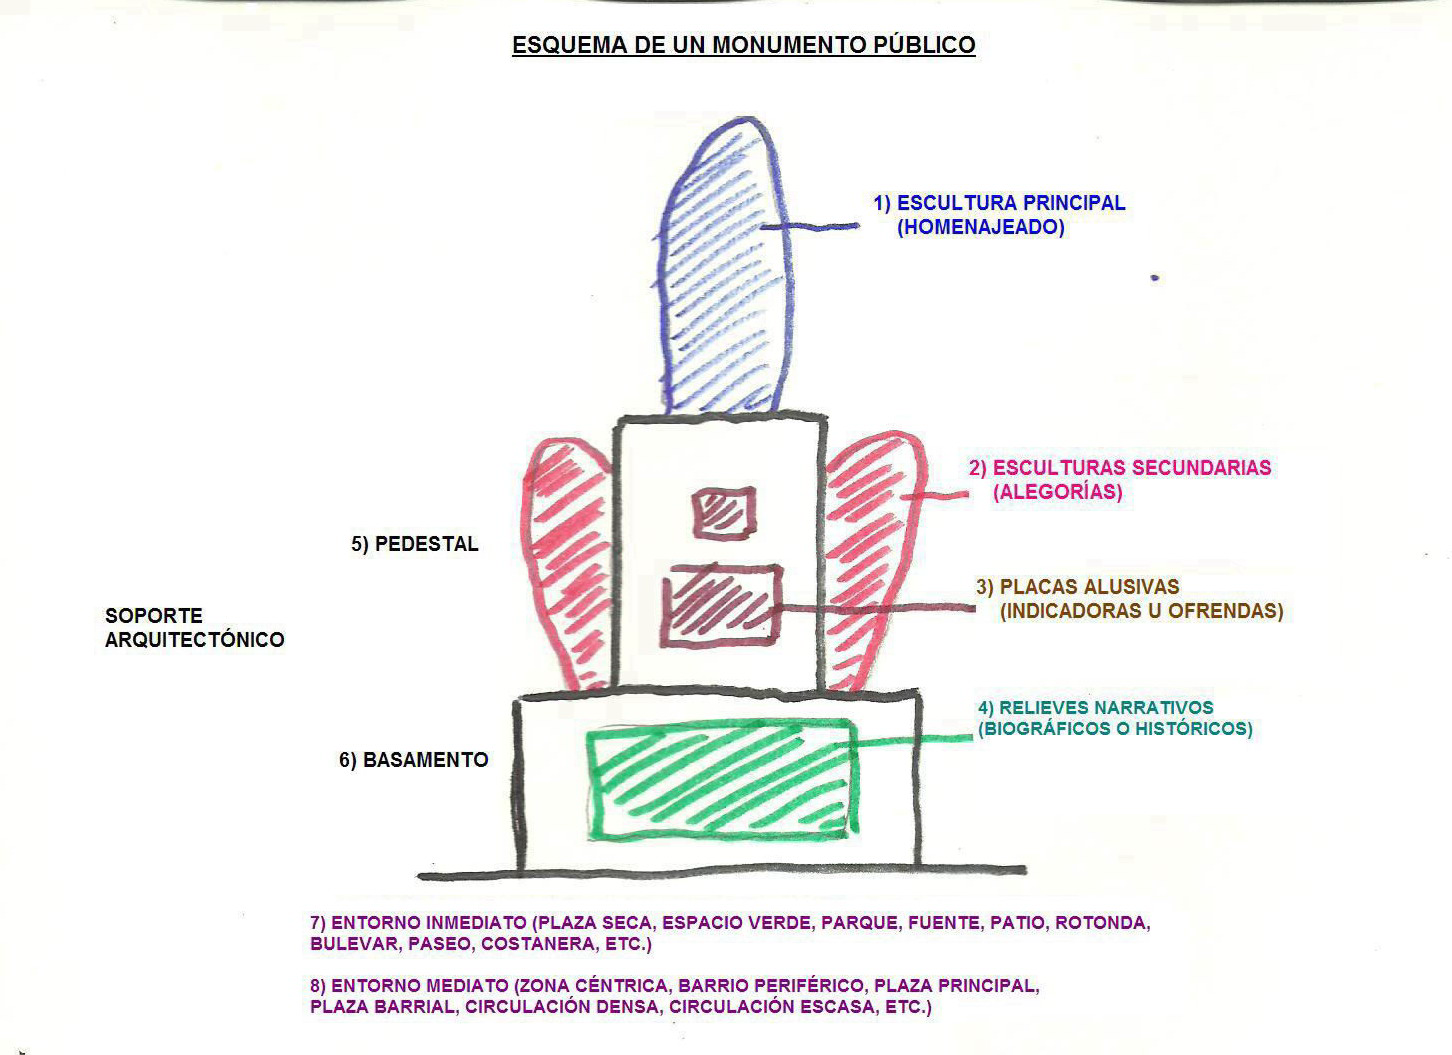 ESQUEMA DE UN MONUMENTO PÚBLICO
1) ESCULTURA PRINCIPAL
(HOMENAJEADO)
2) ESCULTURAS SECUNDARIAS
(ALEGORÍAS)
5) PEDESTAL
3) PLACAS ALUSIVAS
(INDICADORAS U OFRENDAS)
SOPORTE
ARQUITECTÓNICO
4) RELIEVES NARRATIVOS
(BIOGRÁFICOS O HISTÓRICOS)
6) BASAMENTO
7) ENTORNO INMEDIATO (PLAZA SECA, ESPACIO VERDE, PARQUE, FUENTE, PATIO, ROTONDA,
BULEVAR, PASEO, COSTANERA, ETC.)
8) ENTORNO MEDIATO (ZONA CÉNTRICA, BARRIO PERIFÉRICO, PLAZA PRINCIPAL,
PLAZA BARRIAL, CIRCULACIÓN DENSA, CIRCULACIÓN ESCASA, ETC.)